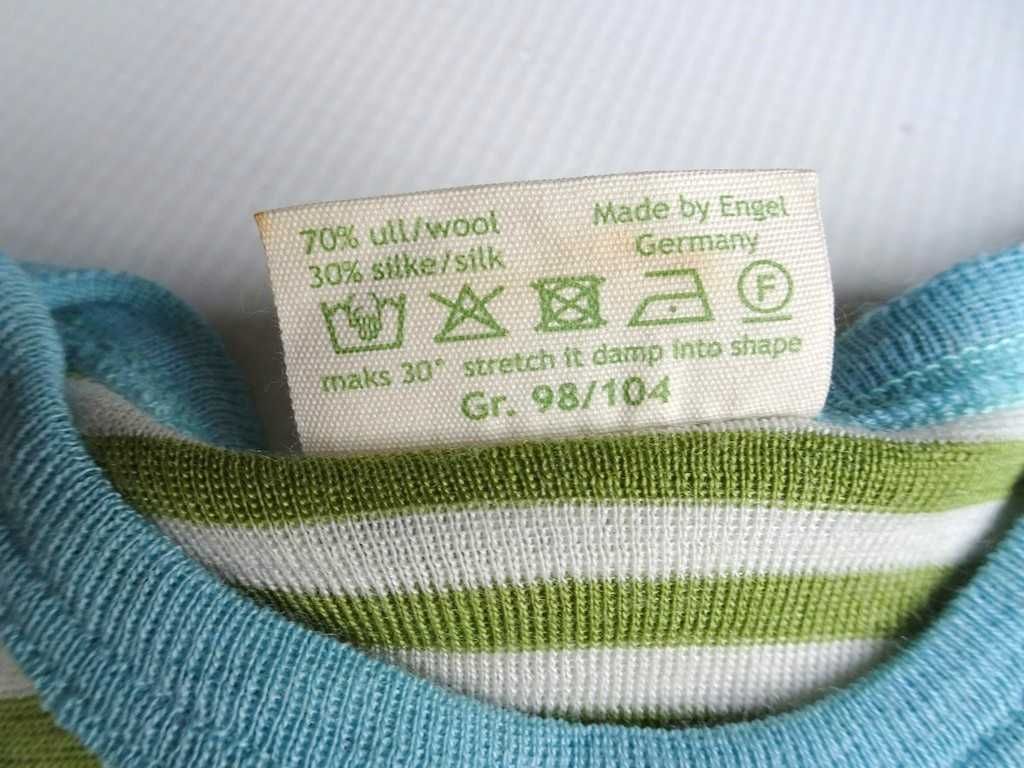 70% ull/wool
30% silke/silk
Made by Engel
Germany
F
maks 30° stretch it damp into shape
Gr. 98/104